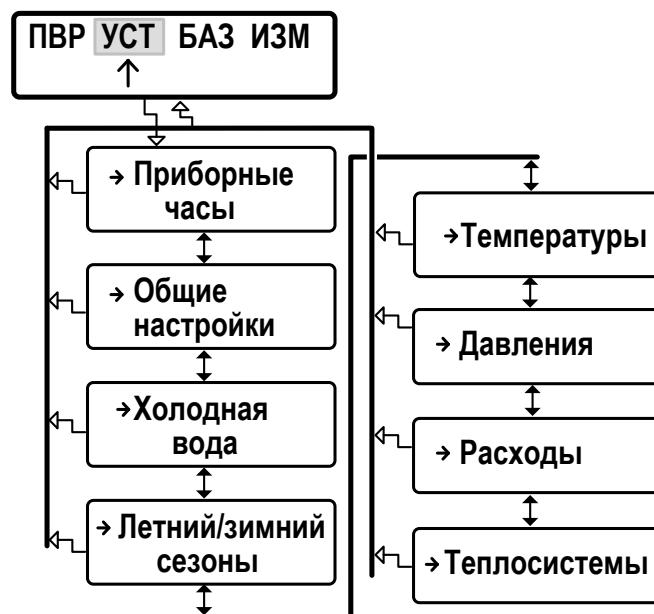 ПВР УСТ БАЗ ИЗМ
Приборные
часы
Общие
настройки
Холодная
вода
Летний/зимний
сезоны
Температуры
Давления
Расходы
Теплосистемы